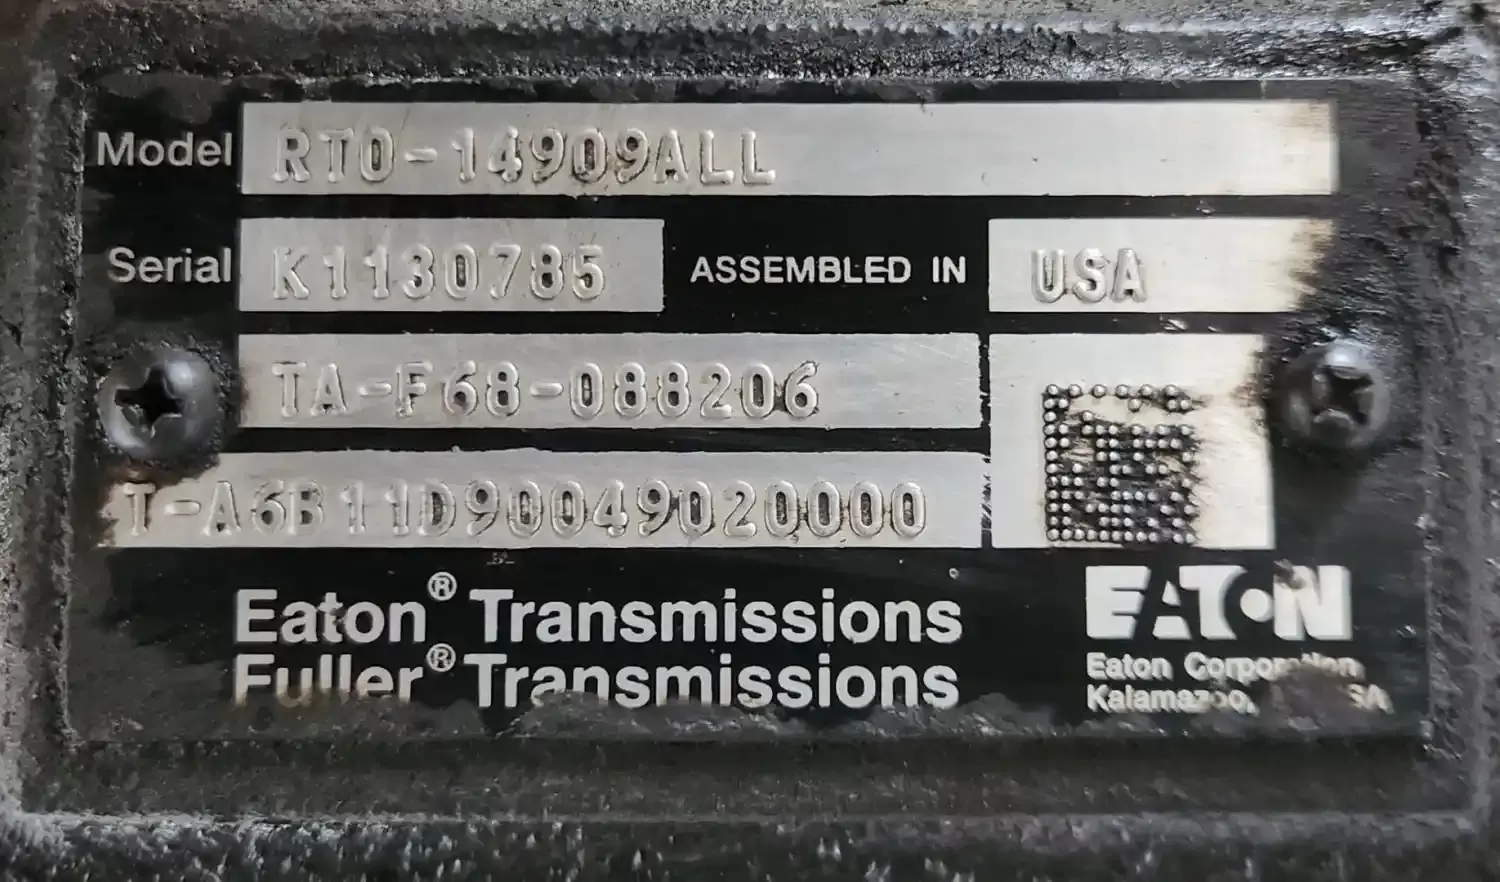 Model RTO-14909ALL
Serial K1130785 ASSEMBLED IN USA
TA-F68-088206
T-A6B11D90049020000
Eaton® Transmissions
Fuller® Transmissions
EATON
Eaton Corporation
Kalamazoo,